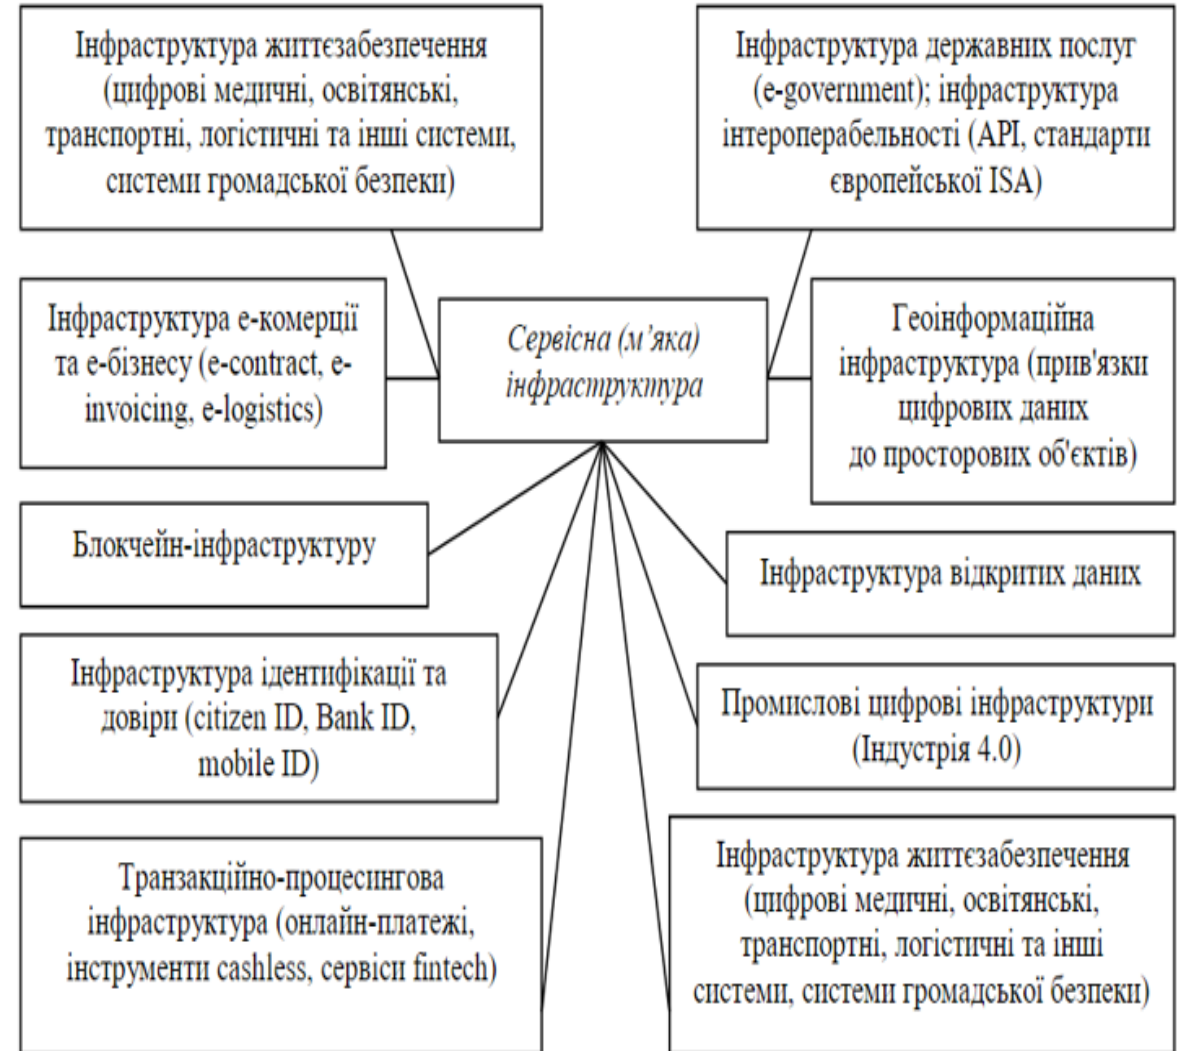 Інфраструктура життєзабезпечення
(цифрові медичні, освітянські,
транспортні, логістичні та інші системи,
системи громадської безпеки)
Інфраструктура державних послуг
(e-government); інфраструктура
інтероперабельності (API, стандарти
європейської ISA)
Інфраструктура е-комерції
та е-бізнесу (e-contract, e-
invoicing, e-logistics)
Сервісна (м’яка)
інфраструктура
Геоінформаційна
інфраструктура (прив'язки
цифрових даних
до просторових об'єктів)
Блокчейн-інфраструктуру
Інфраструктура відкритих даних
Інфраструктура ідентифікації та
довіри (citizen ID, Bank ID,
mobile ID)
Промислові цифрові інфраструктури
(Індустрія 4.0)
Транзакційно-процесингова
інфраструктура (онлайн-платежі,
інструменти cashless, сервіси fintech)
Інфраструктура життєзабезпечення
(цифрові медичні, освітянські,
транспортні, логістичні та інші
системи, системи громадської безпеки)